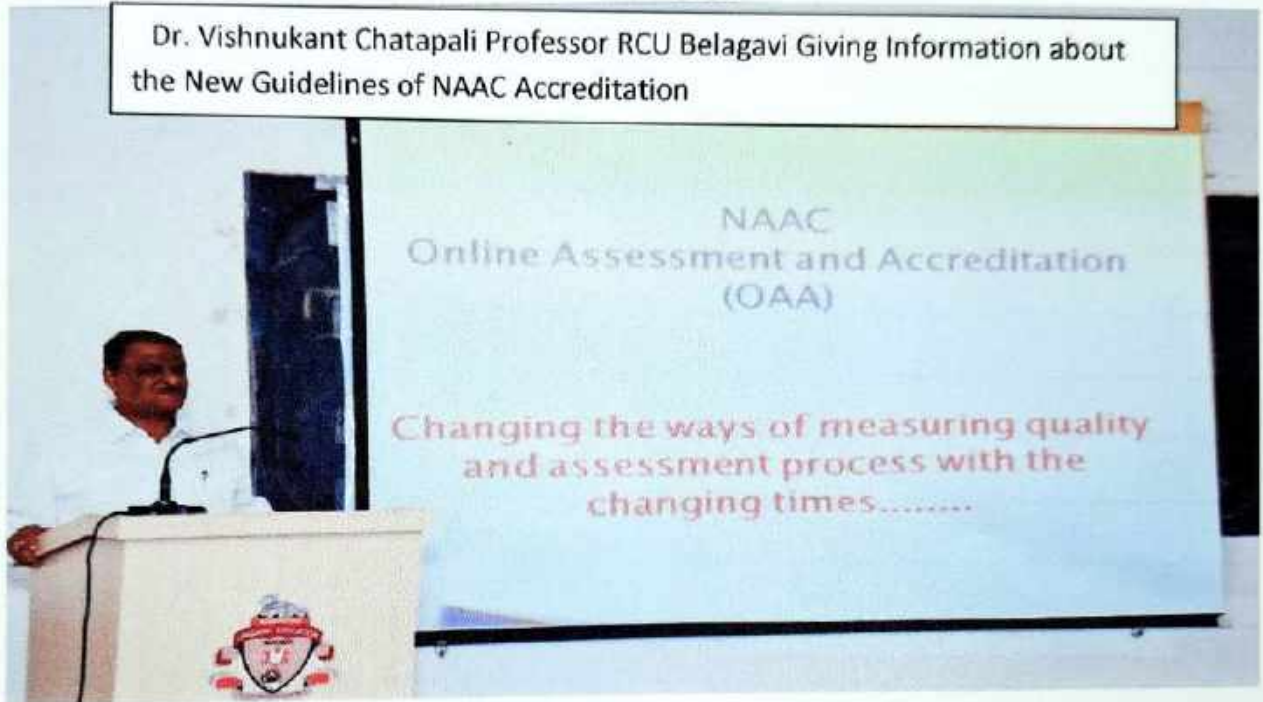 Dr. Vishnukant Chatapali Professor RCU Belagavi Giving Information about
the New Guidelines of NAAC Accreditation
NAAC
Online Assessment and Accreditation
(OAA)
Changing the ways of measuring quality
and assessment process with the
changing times........